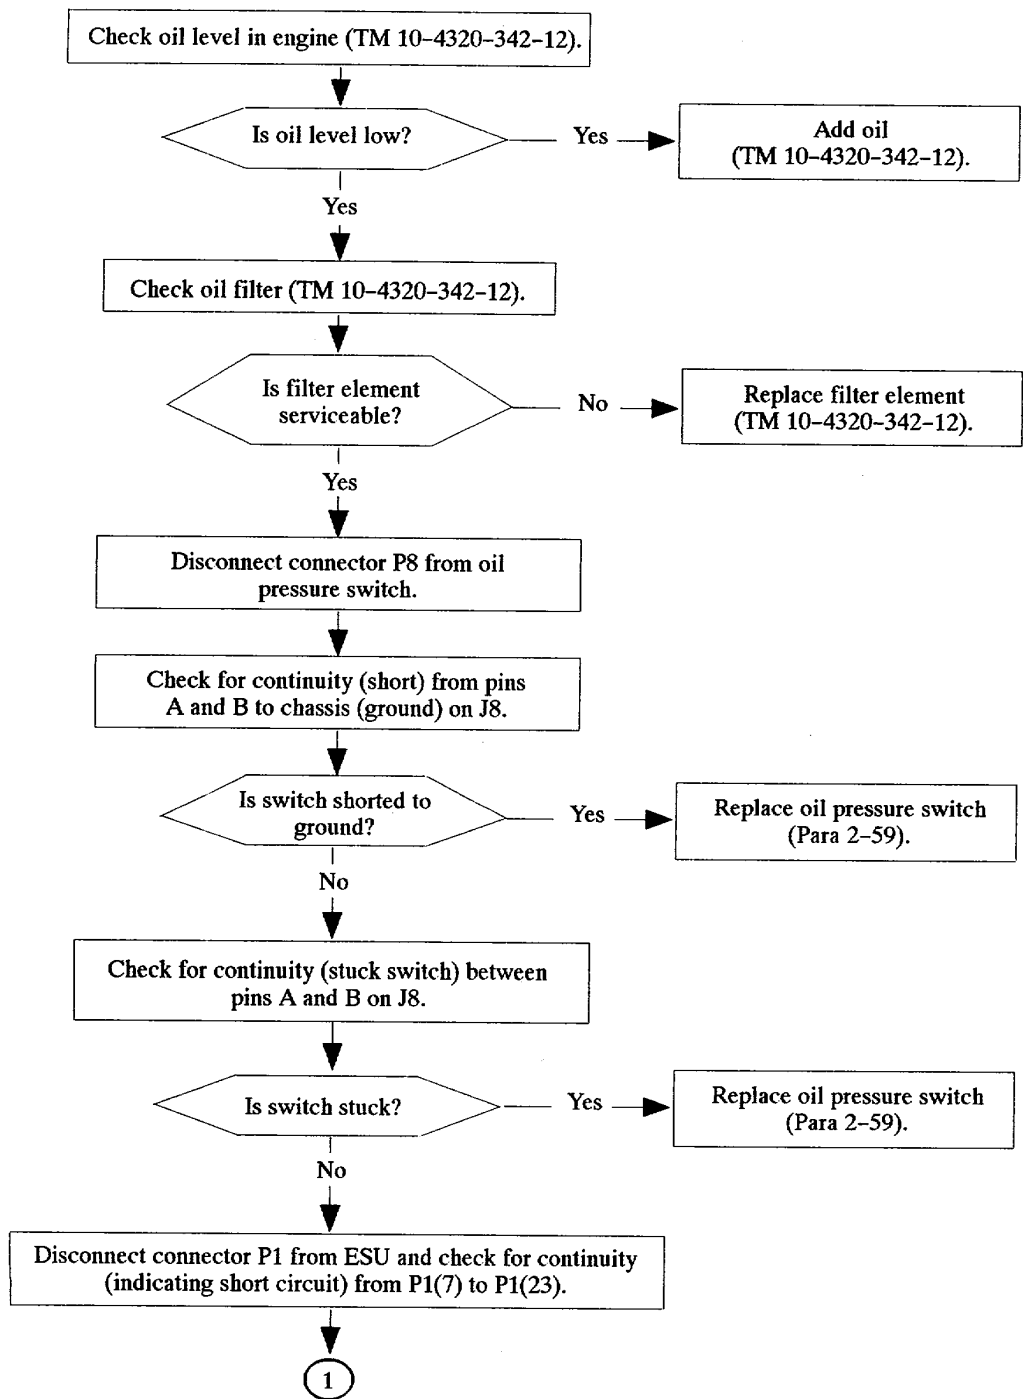 Check oil level in engine (TM 10–4320–342–12).
Is oil level low?
Yes
Add oil
(TM 10–4320–342–12).
Yes
Check oil filter (TM 10–4320–342–12).
Is filter element
serviceable?
No
Replace filter element
(TM 10–4320–342–12).
Yes
Disconnect connector P8 from oil
pressure switch.
Check for continuity (short) from pins
A and B to chassis (ground) on J8.
Is switch shorted to
ground?
Yes
Replace oil pressure switch
(Para 2–59).
No
Check for continuity (stuck switch) between
pins A and B on J8.
Is switch stuck?
Yes
Replace oil pressure switch
(Para 2–59).
No
Disconnect connector P1 from ESU and check for continuity
(indicating short circuit) from P1(7) to P1(23).
1